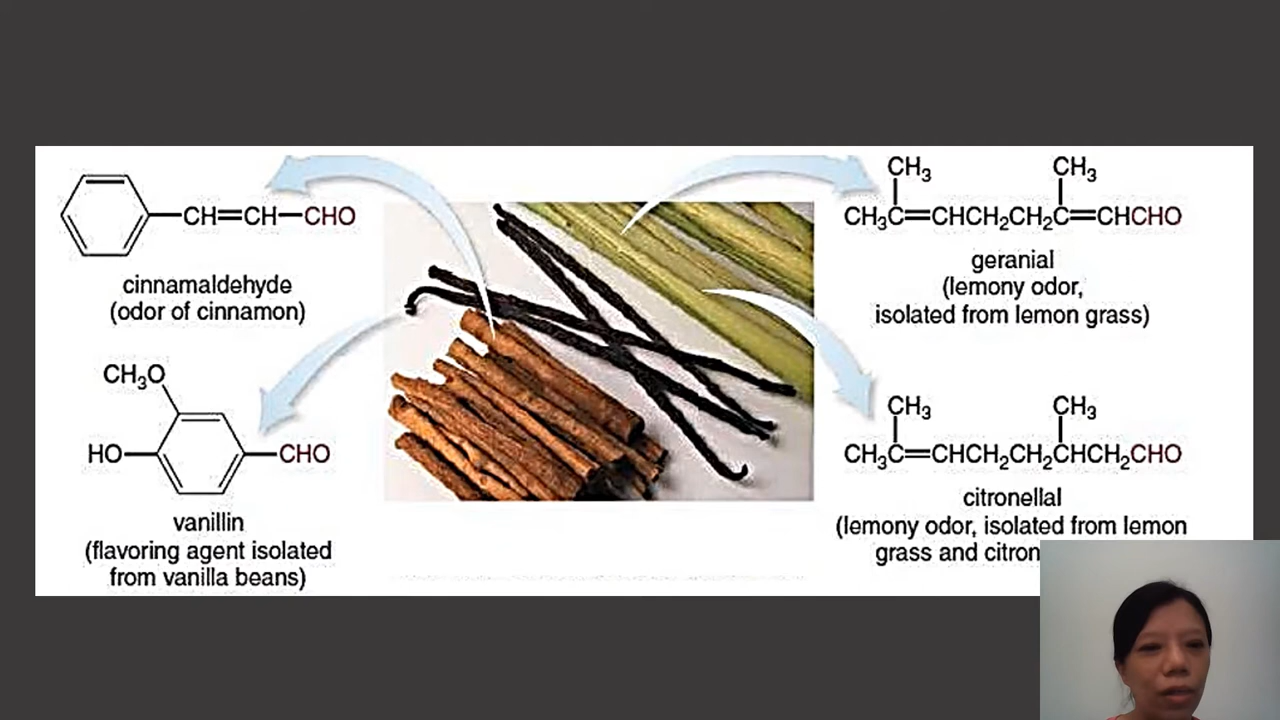 CH=CH-CHO
cinnamaldehyde
(odor of cinnamon)
CH₃O
HO
CHO
vanillin
(flavoring agent isolated
from vanilla beans)
CH₃ CH₃
CH₃C=CHCH₂CH₂C=CHCHO
geranial
(lemony odor,
isolated from lemon grass)
CH₃ CH₃
CH₃C=CHCH₂CH₂CHCH₂CHO
citronellal
(lemony odor, isolated from lemon
grass and citron